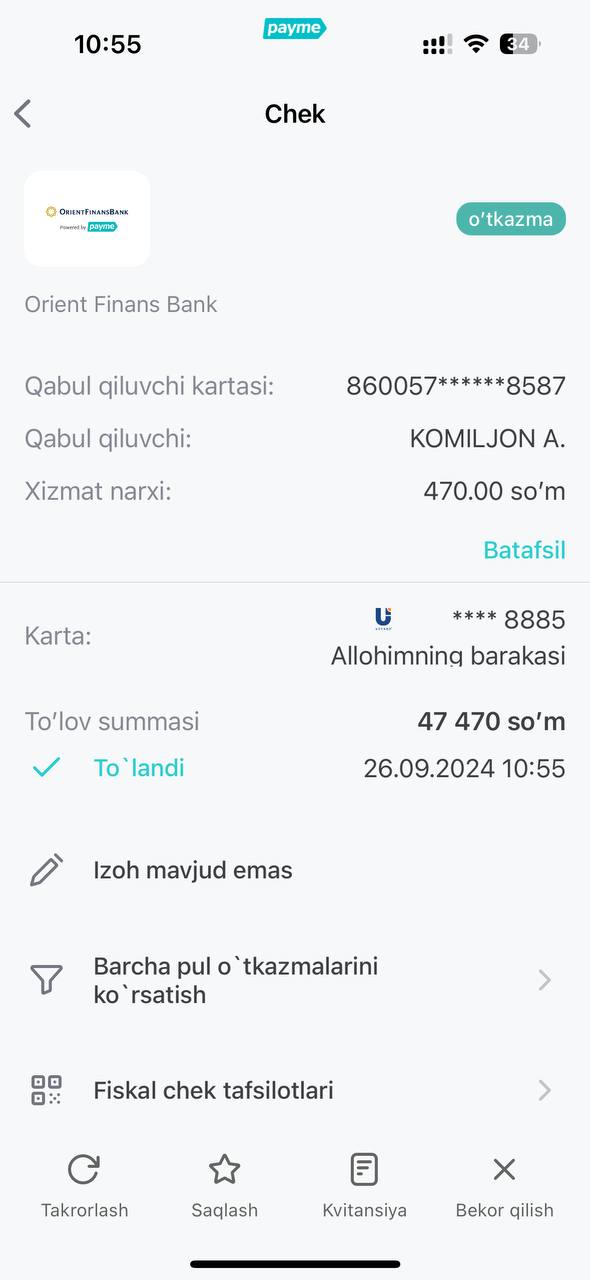 10:55
payme
34
Chek
ORIENTFINANSBANK
Powered by payme
o‘tkazma
Orient Finans Bank
Qabul qiluvchi kartasi:
860057******8587
Qabul qiluvchi:
KOMILJON A.
Xizmat narxi:
470.00 so‘m
Batafsil
Karta:
**** 8885
Allohimning barakasi
To‘lov summasi
47 470 so‘m
To`landi
26.09.2024 10:55
Izoh mavjud emas
Barcha pul o`tkazmalarini
ko`rsatish
Fiskal chek tafsilotlari
Takrorlash
Saqlash
Kvitansiya
Bekor qilish